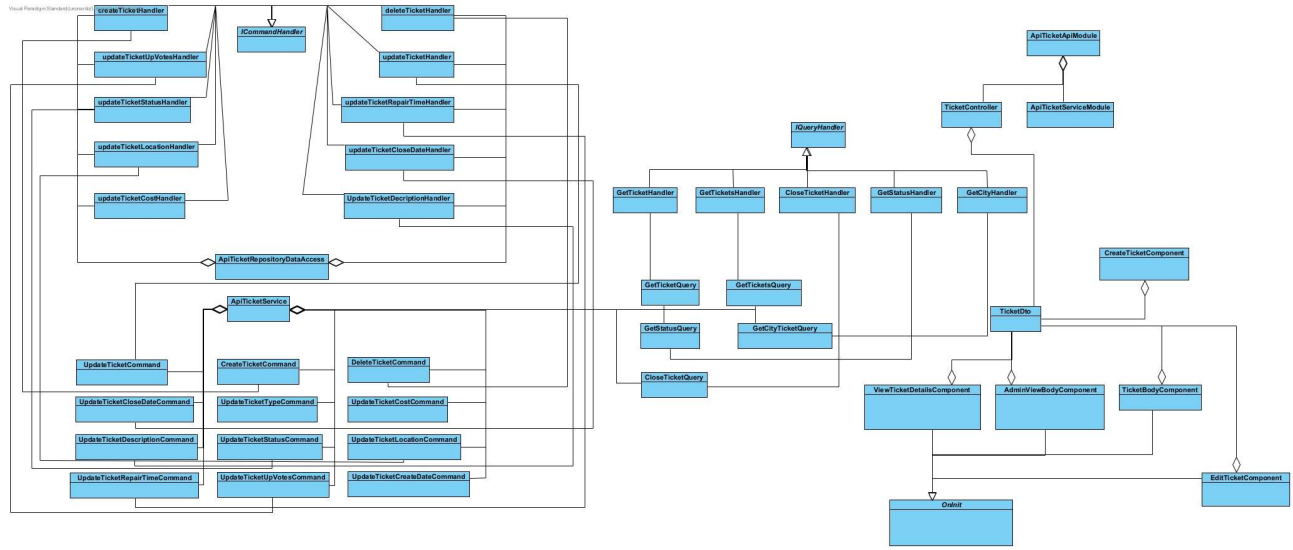 Visual Paradigm Standard
createTicketHandler
deleteTicketHandler
ICommandHandler
updateTicketUpVotesHandler
updateTicketHandler
updateTicketStatusHandler
updateTicketRepairTimeHandler
updateTicketLocationHandler
updateTicketCloseDateHandler
updateTicketCostHandler
UpdateTicketDecriptionHandler
ApiTicketRepositoryDataAccess
ApiTicketService
UpdateTicketCommand
CreateTicketCommand
DeleteTicketCommand
UpdateTicketCloseDateCommand
UpdateTicketTypeCommand
UpdateTicketCostCommand
UpdateTicketDescriptionCommand
UpdateTicketStatusCommand
UpdateTicketLocationCommand
UpdateTicketRepairTimeCommand
UpdateTicketUpVotesCommand
UpdateTicketCreateDateCommand
IQueryHandler
GetTicketHandler
GetTicketsHandler
CloseTicketHandler
GetStatusHandler
GetCityHandler
GetTicketQuery
GetTicketsQuery
GetStatusQuery
GetCityTicketQuery
CloseTicketQuery
ApiTicketApiModule
TicketController
ApiTicketServiceModule
CreateTicketComponent
TicketDto
ViewTicketDetailsComponent
AdminViewBodyComponent
TicketBodyComponent
EditTicketComponent
OnInit